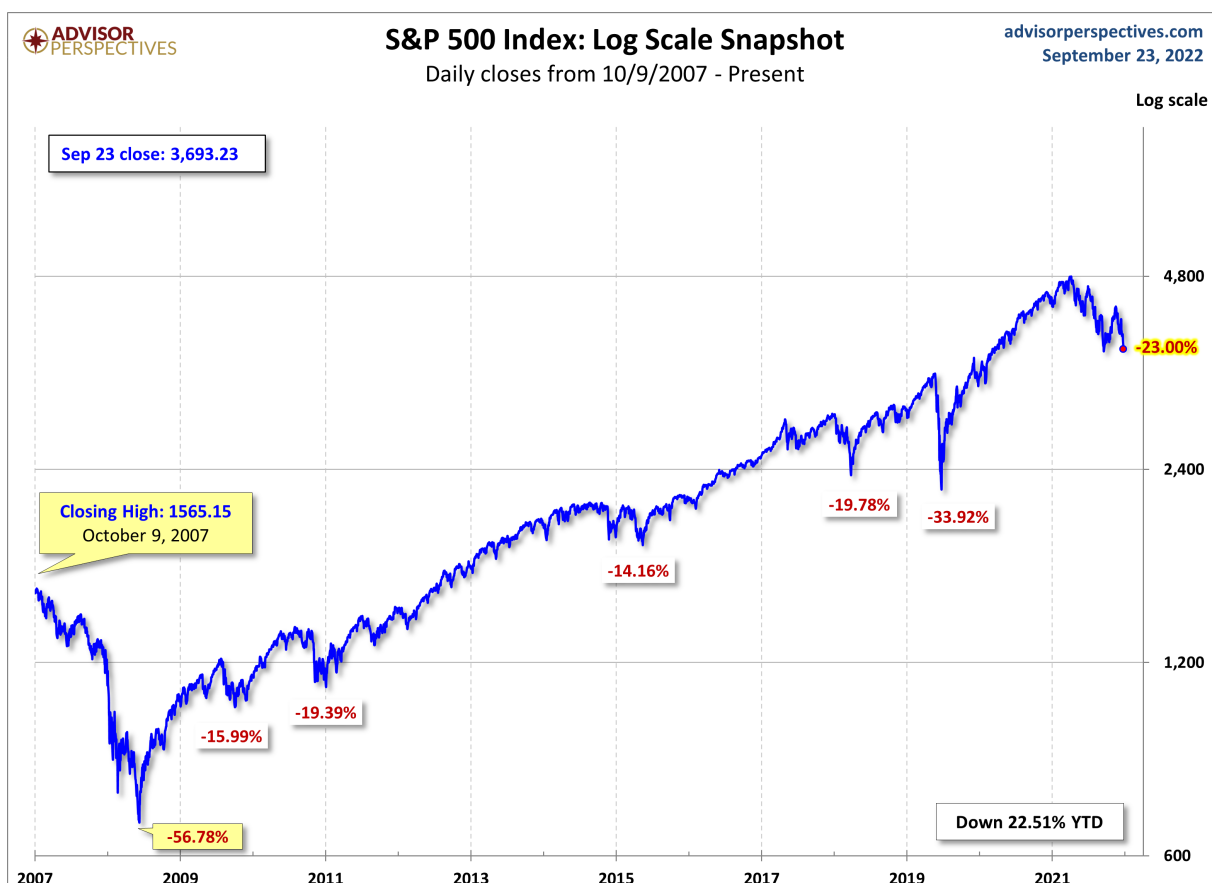 ADVISOR
PERSPECTIVES
S&P 500 Index: Log Scale Snapshot
Daily closes from 10/9/2007 - Present
advisorperspectives.com
September 23, 2022
Log scale
Sep 23 close: 3,693.23
4,800
-23.00%
2,400
Closing High: 1565.15
October 9, 2007
-19.78%
-33.92%
-14.16%
1,200
-19.39%
-15.99%
-56.78%
Down 22.51% YTD
600
2007 2009 2011 2013 2015 2017 2019 2021